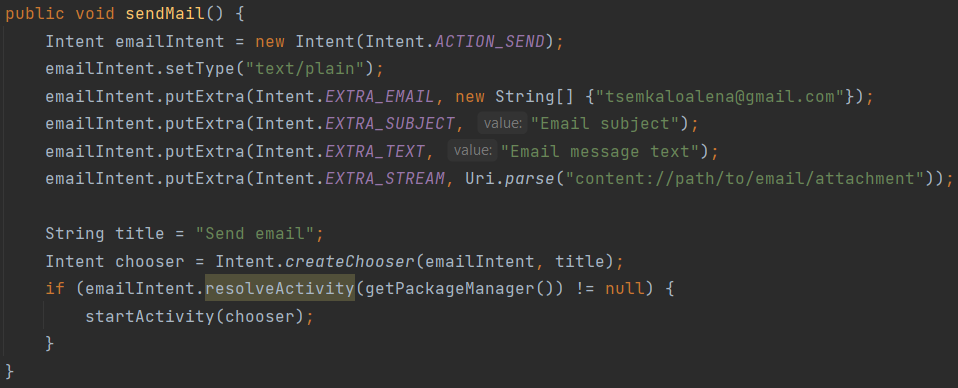 public void sendMail() {
Intent emailIntent = new Intent(Intent.ACTION_SEND);
emailIntent.setType("text/plain");
emailIntent.putExtra(Intent.EXTRA_EMAIL, new String[] {"tsemkaloalena@gmail.com"});
emailIntent.putExtra(Intent.EXTRA_SUBJECT, value: "Email subject");
emailIntent.putExtra(Intent.EXTRA_TEXT, value: "Email message text");
emailIntent.putExtra(Intent.EXTRA_STREAM, Uri.parse("content://path/to/email/attachment"));
String title = "Send email";
Intent chooser = Intent.createChooser(emailIntent, title);
if (emailIntent.resolveActivity(getPackageManager()) != null) {
startActivity(chooser);
}
}